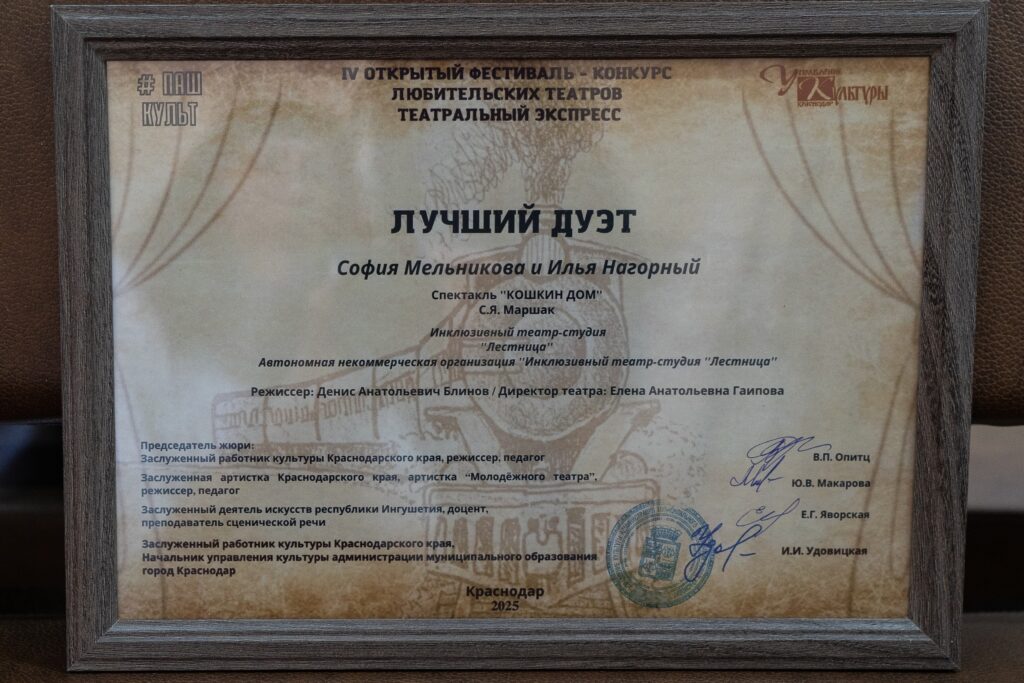 # НАШ
КУЛЬТ
IV ОТКРЫТЫЙ ФЕСТИВАЛЬ - КОНКУРС
ЛЮБИТЕЛЬСКИХ ТЕАТРОВ
ТЕАТРАЛЬНЫЙ ЭКСПРЕСС
УПРАВЛЕНИЕ
КУЛЬТУРЫ
КРАСНОДАР
ЛУЧШИЙ ДУЭТ
София Мельникова и Илья Нагорный
Спектакль "КОШКИН ДОМ"
С.Я. Маршак
Инклюзивный театр-студия
"Лестница"
Автономная некоммерческая организация "Инклюзивный театр-студия "Лестница"
Режиссер: Денис Анатольевич Блинов / Директор театра: Елена Анатольевна Гаипова
Председатель жюри:
Заслуженный работник культуры Краснодарского края, режиссер, педагог
В.П. Опитц
Заслуженная артистка Краснодарского края, артистка “Молодёжного театра”,
режиссер, педагог
Ю.В. Макарова
Заслуженный деятель искусств республики Ингушетия, доцент,
преподаватель сценической речи
Е.Г. Яворская
Заслуженный работник культуры Краснодарского края,
Начальник управления культуры администрации муниципального образования
город Краснодар
И.И. Удовицкая
Краснодар
2025